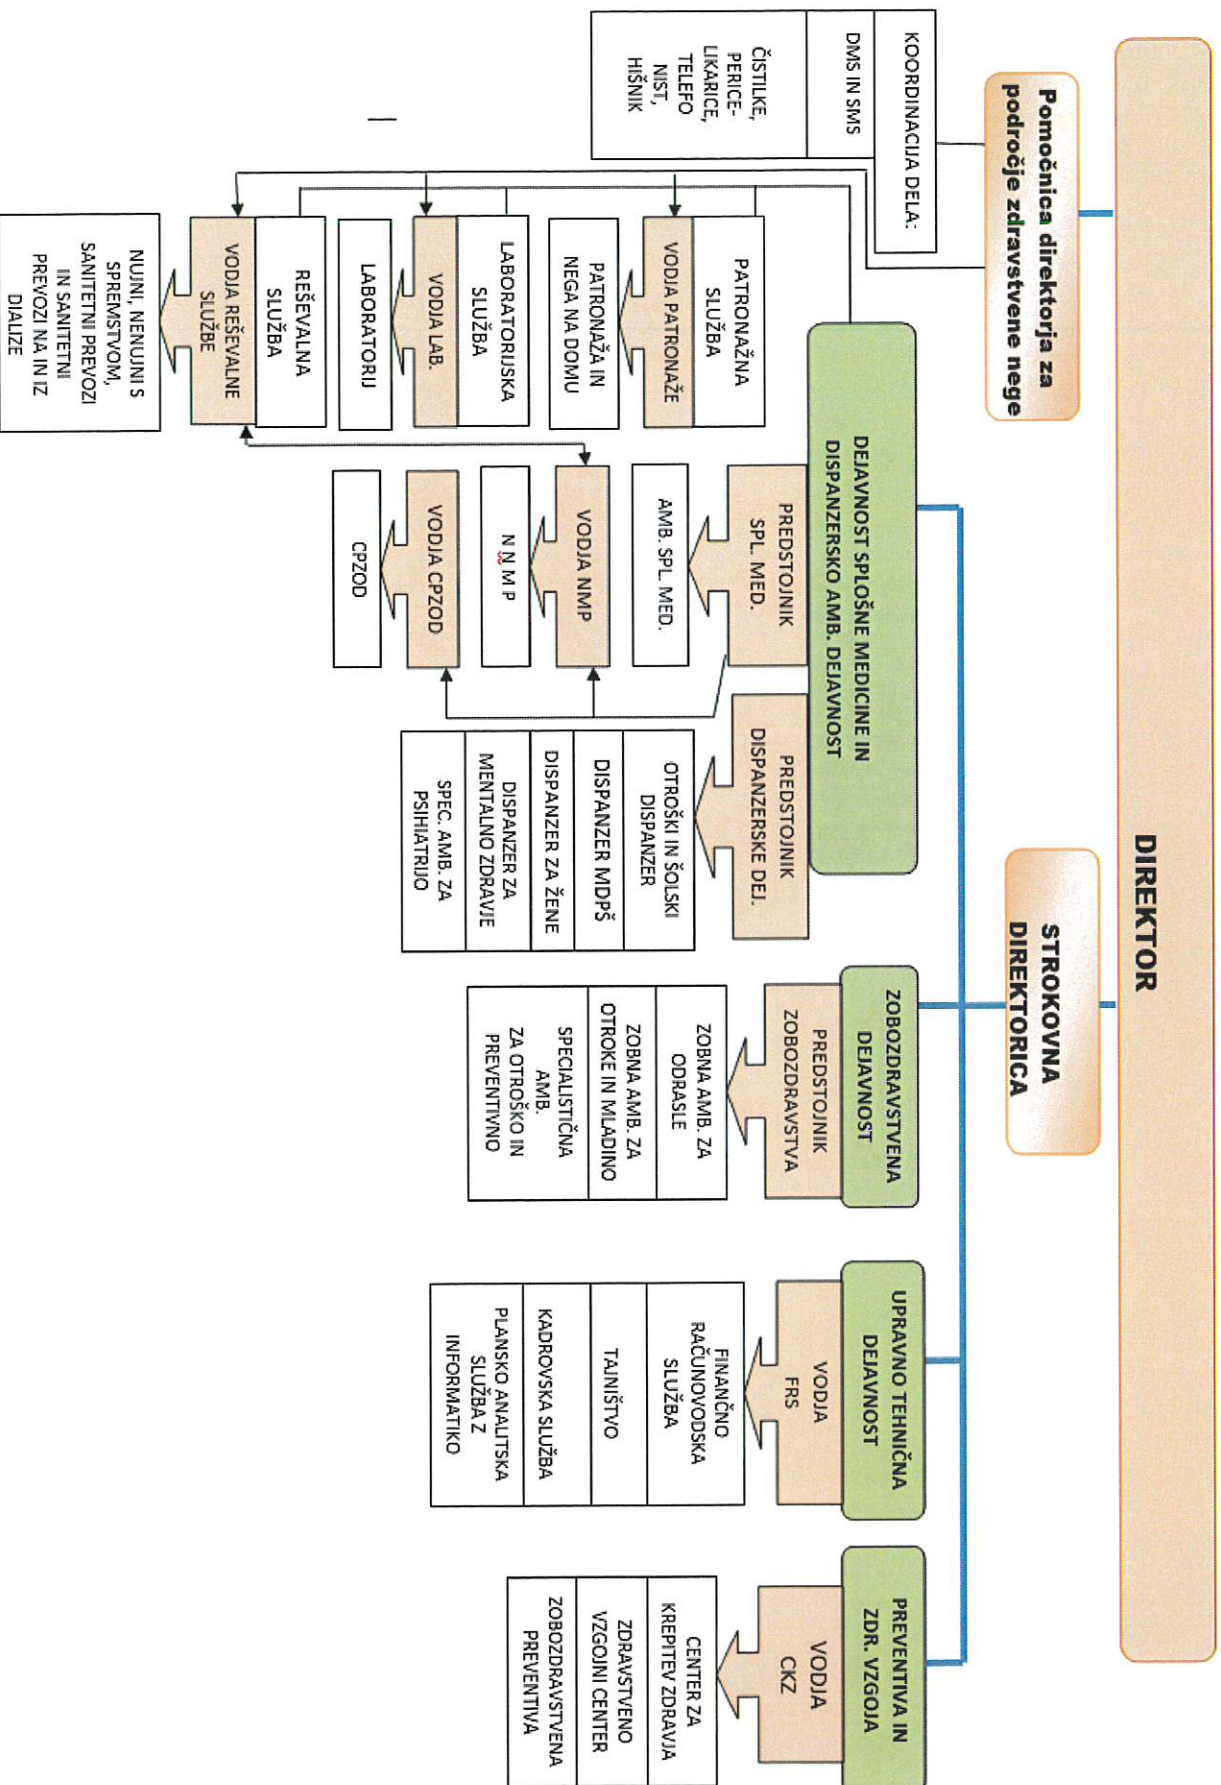 DIREKTOR
Pomočnica direktorja za
področje zdravstvene nege
STROKOVNA
DIREKTORICA
KOORDINACIJA DELA:
DMS IN SMS
ČISTILKE,
PERICE-
LIKARICE,
TELEFO
NIST,
HIŠNIK
DEJAVNOST SPLOŠNE MEDICINE IN
DISPANZERSKO AMB. DEJAVNOST
PATRONAŽNA
SLUŽBA
VODJA PATRONAŽE
PATRONAŽA IN
NEGA NA DOMU
LABORATORIJSKA
SLUŽBA
VODJA LAB.
LABORATORIJ
REŠEVALNA
SLUŽBA
VODJA REŠEVALNE
SLUŽBE
NUJNI, NENUJNI S
SPREMSTVOM,
SANITETNI PREVOZI
IN SANITETNI
PREVOZI NA IN IZ
DIALIZE
PREDSTOJNIK
SPL. MED.
AMB. SPL. MED.
VODJA NMP
N N M P
VODJA CPZOD
CPZOD
PREDSTOJNIK
DISPANZERSKE DEJ.
OTROŠKI IN ŠOLSKI
DISPANZER
DISPANZER MDPŠ
DISPANZER ZA ŽENE
DISPANZER ZA
MENTALNO ZDRAVJE
SPEC. AMB. ZA
PSIHIATRIJO
ZOBOZDRAVSTVENA
DEJAVNOST
PREDSTOJNIK
ZOBOZDRAVSTVA
ZOBNA AMB. ZA
ODRASLE
ZOBNA AMB. ZA
OTROKE IN MLADINO
SPECIALISTIČNA
AMB.
ZA OTROŠKO IN
PREVENTIVNO
UPRAVNO TEHNIČNA
DEJAVNOST
VODJA
FRS
FINANČNO
RAČUNOVODSKA
SLUŽBA
TAJNIŠTVO
KADROVSKA SLUŽBA
PLANSKO ANALITSKA
SLUŽBA Z
INFORMATIKO
PREVENTIVA IN
ZDR. VZGOJA
VODJA
CKZ
CENTER ZA
KREPITEV ZDRAVJA
ZDRAVSTVENO
VZGOJNI CENTER
ZOBOZDRAVSTVENA
PREVENTIVA